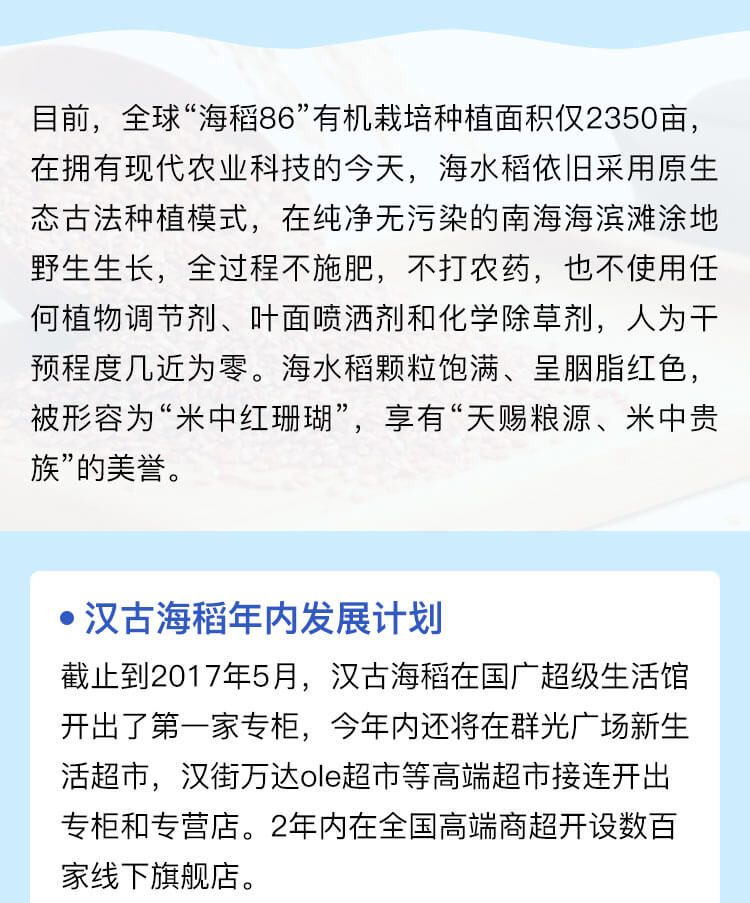 目前，全球“海稻86”有机栽培种植面积仅2350亩，
在拥有现代农业科技的今天，海水稻依旧采用原生
态古法种植模式，在纯净无污染的南海海滨滩涂地
野生生长，全过程不施肥，不打农药，也不使用任
何植物调节剂、叶面喷洒剂和化学除草剂，人为干
预程度几近为零。海水稻颗粒饱满、呈胭脂红色，
被形容为“米中红珊瑚”，享有“天赐粮源、米中贵
族”的美誉。
• 汉古海稻年内发展计划
截止到2017年5月，汉古海稻在国广超级生活馆
开出了第一家专柜，今年内还将在群光广场新生
活超市，汉街万达ole超市等高端超市接连开出
专柜和专营店。2年内在全国高端商超开设数百
家线下旗舰店。